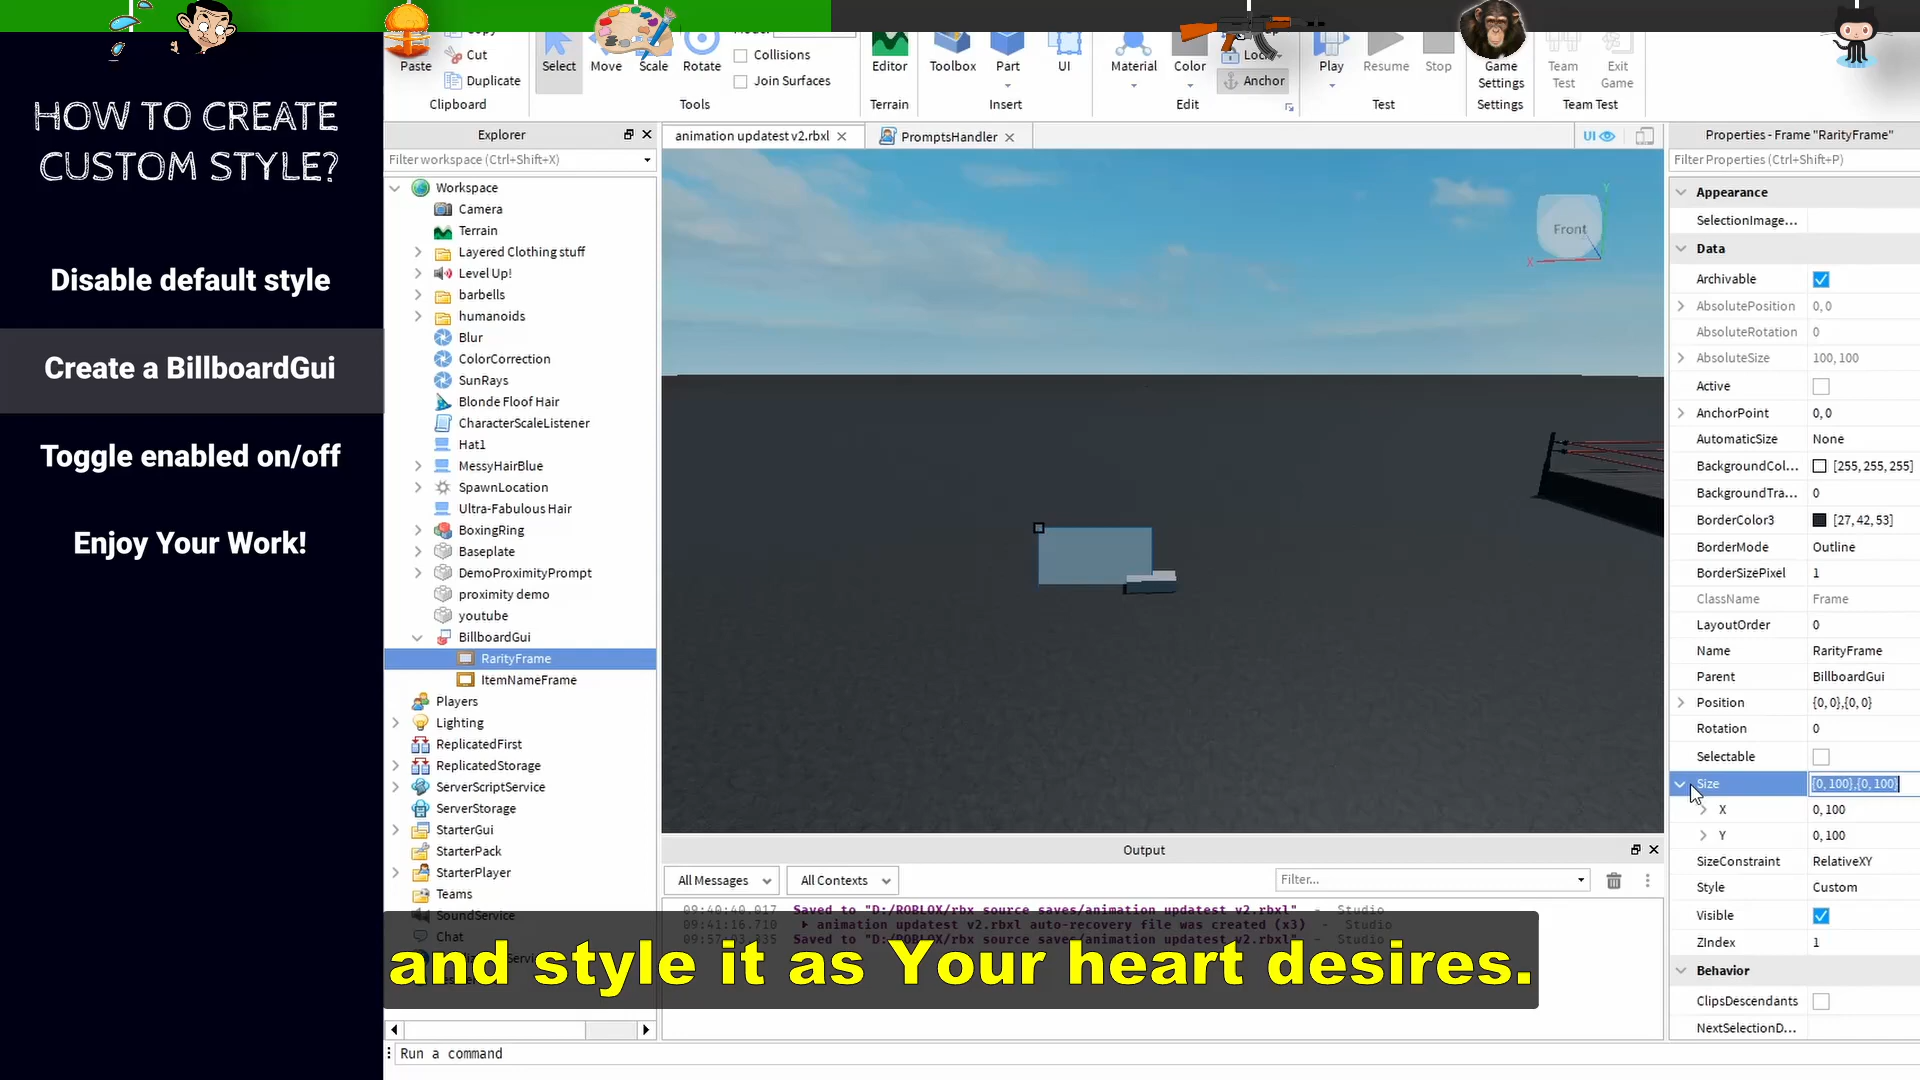 HOW TO CREATE
CUSTOM STYLE?
Disable default style
Create a BillboardGui
Toggle enabled on/off
Enjoy Your Work!
Paste
Cut
Duplicate
Clipboard
Select
Move
Scale
Rotate
Collisions
Join Surfaces
Tools
Editor
Terrain
Toolbox
Part
UI
Insert
Material
Color
Anchor
Edit
Play
Resume
Stop
Test
Game
Settings
Settings
Team
Test
Exit
Game
Team Test
Explorer
Filter workspace (Ctrl+Shift+X)
Workspace
Camera
Terrain
Layered Clothing stuff
Level Up!
barbells
humanoids
Blur
ColorCorrection
SunRays
Blonde Floof Hair
CharacterScaleListener
Hat1
MessyHairBlue
SpawnLocation
Ultra-Fabulous Hair
BoxingRing
Baseplate
DemoProximityPrompt
proximity demo
youtube
BillboardGui
RarityFrame
ItemNameFrame
Players
Lighting
ReplicatedFirst
ReplicatedStorage
ServerScriptService
ServerStorage
StarterGui
StarterPack
StarterPlayer
Teams
SoundService
Chat
animation updatest v2.rbxl
PromptsHandler
UI
Front
X
Y
Output
All Messages
All Contexts
Filter...
09:40:40.017 Saved to "D:/ROBLOX/rbx source saves/animation updatest v2.rbxl" - Studio
09:41:16.710 animation updatest v2.rbxl auto-recovery file was created (x3) - Studio
09:57:03.335 Saved to "D:/ROBLOX/rbx source saves/animation updatest v2.rbxl" - Studio
and style it as Your heart desires.
Run a command
Properties - Frame "RarityFrame"
Filter Properties (Ctrl+Shift+P)
Appearance
SelectionImage...
Data
Archivable
AbsolutePosition 0, 0
AbsoluteRotation 0
AbsoluteSize 100, 100
Active
AnchorPoint 0, 0
AutomaticSize None
BackgroundCol... [255, 255, 255]
BackgroundTra... 0
BorderColor3 [27, 42, 53]
BorderMode Outline
BorderSizePixel 1
ClassName Frame
LayoutOrder 0
Name RarityFrame
Parent BillboardGui
Position {0, 0},{0, 0}
Rotation 0
Selectable
Size {0, 100},{0, 100}
X 0, 100
Y 0, 100
SizeConstraint RelativeXY
Style Custom
Visible
ZIndex 1
Behavior
ClipsDescendants
NextSelectionD...